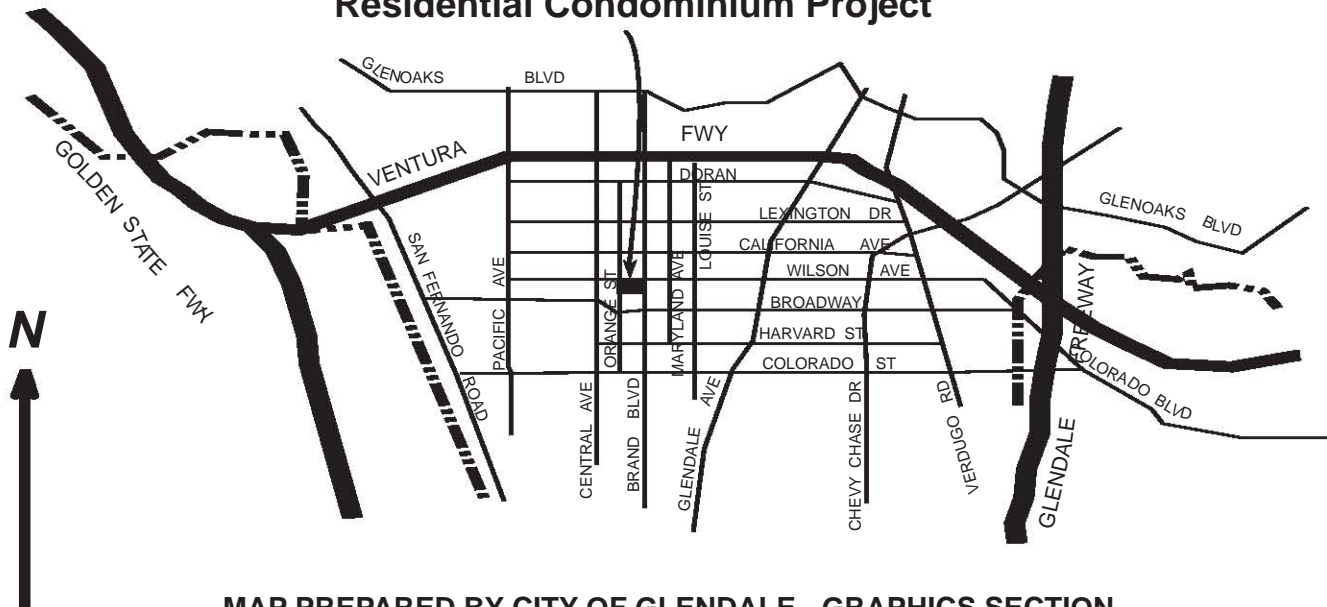 Residential Condominium Project
GLENOAKS BLVD
FWY
VENTURA
GOLDEN STATE FWY
DORAN
LOUISE ST
LEXINGTON DR
CALIFORNIA AVE
WILSON AVE
BROADWAY
HARVARD ST
COLORADO ST
GLENOAKS BLVD
SAN FERNANDO ROAD
PACIFIC AVE
ORANGE ST
MARYLAND AVE
CENTRAL AVE
BRAND BLVD
GLENDALE AVE
CHEVY CHASE DR
VERDUGO RD
GLENDALE FREEWAY
COLORADO BLVD
N
MAP PREPARED BY CITY OF GLENDALE - GRAPHICS SECTION